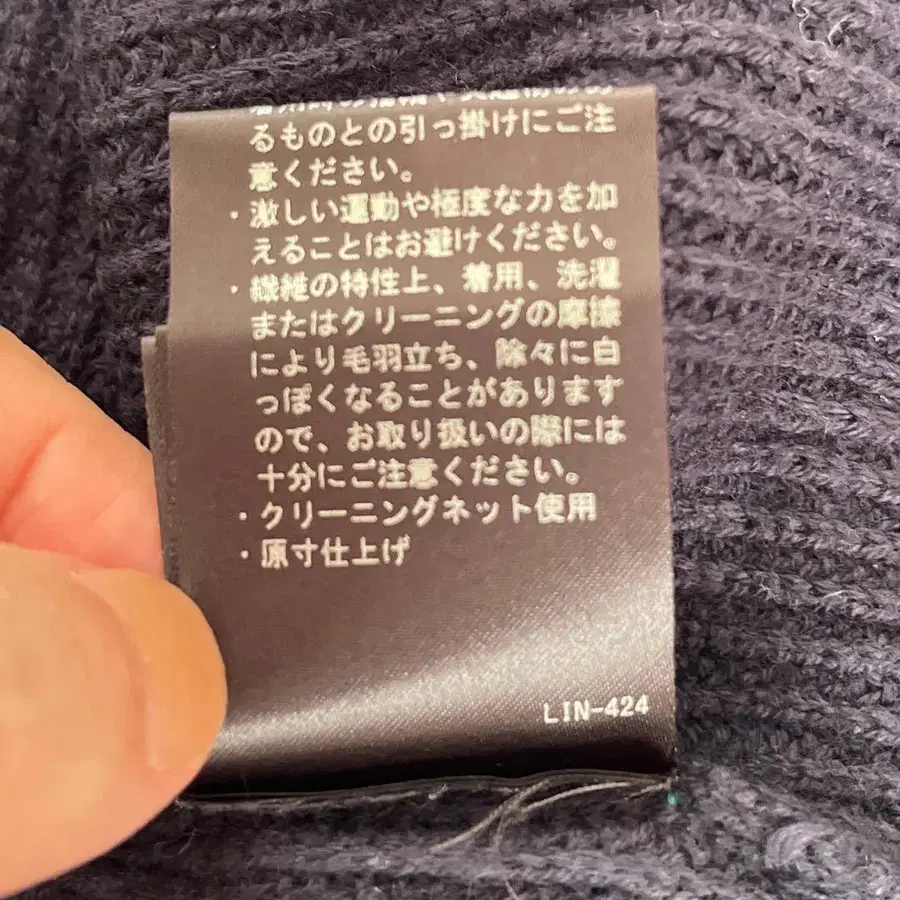 るものとの引っ掛けにご注
意ください。
・激しい運動や極度な力を加
えることはお避けください。
・繊維の特性上、着用、洗濯
またはクリーニングの摩擦
により毛羽立ち、除々に白
っぽくなることがあります
ので、お取り扱いの際には
十分にご注意ください。
・クリーニングネット使用
・原寸仕上げ
LIN-424